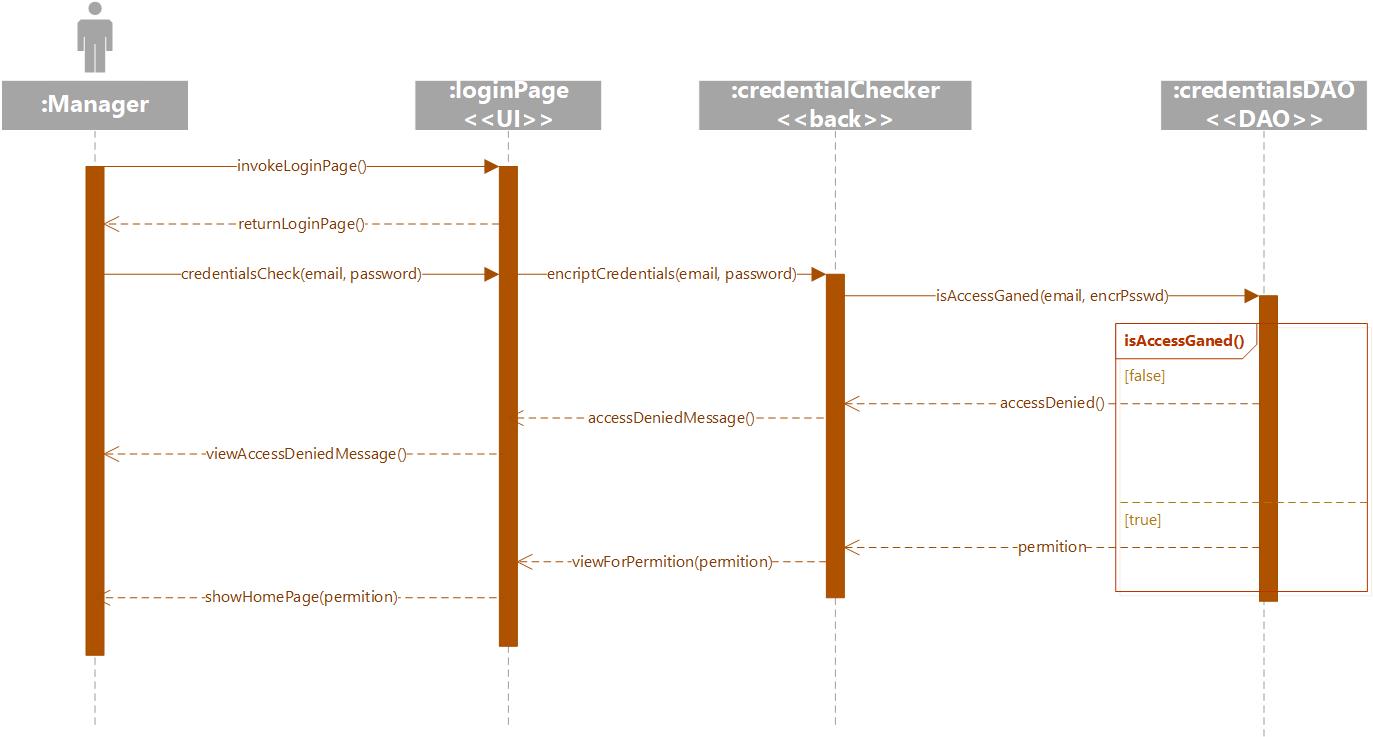 :Manager
:loginPage
<<UI>>
:credentialChecker
<<back>>
:credentialsDAO
<<DAO>>
invokeLoginPage()
returnLoginPage()
credentialsCheck(email, password)
encriptCredentials(email, password)
isAccessGaned(email, encrPsswd)
isAccessGaned()
[false]
accessDenied()
accessDeniedMessage()
viewAccessDeniedMessage()
[true]
permition
viewForPermition(permition)
showHomePage(permition)